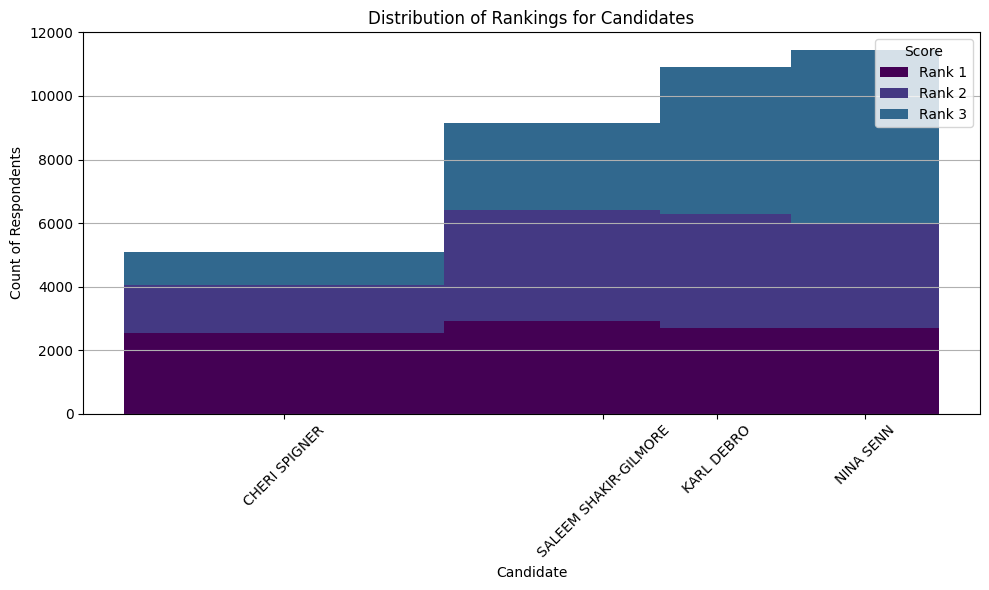 Distribution of Rankings for Candidates
Score
Rank 1
Rank 2
Rank 3
Count of Respondents
12000
10000
8000
6000
4000
2000
0
CHERI SPIGNER
SALEEM SHAKIR-GILMORE
KARL DEBRO
NINA SENN
Candidate